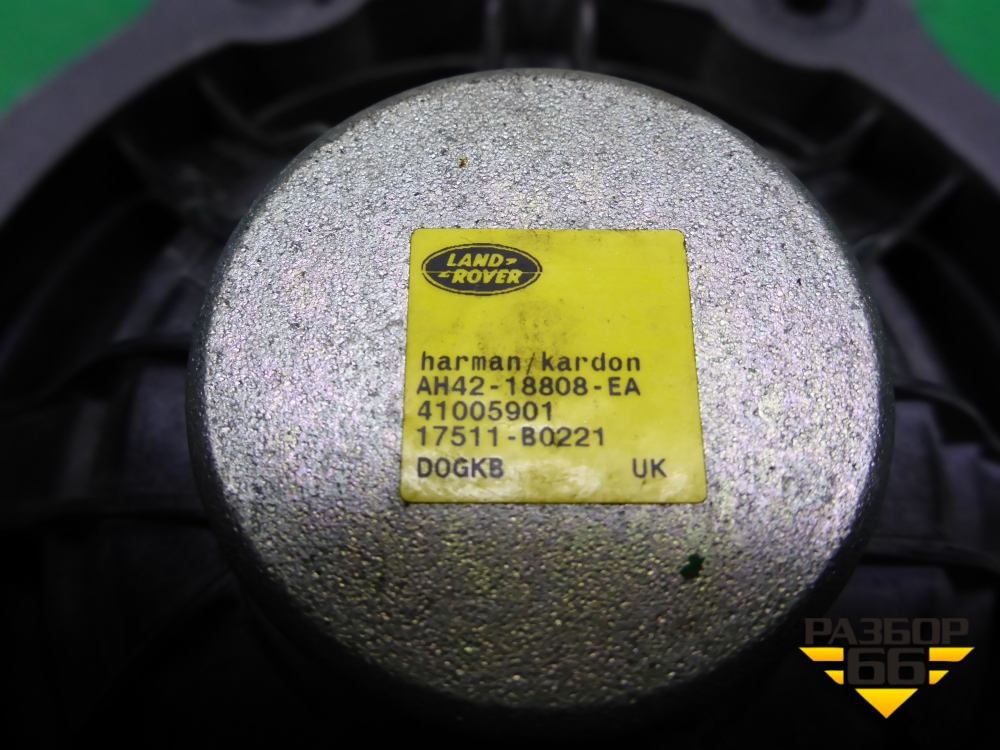 LAND
ROVER
harman/kardon
AH42-18808-EA
41005901
17511-B0221
D0GKB UK
РАЗБОР
66